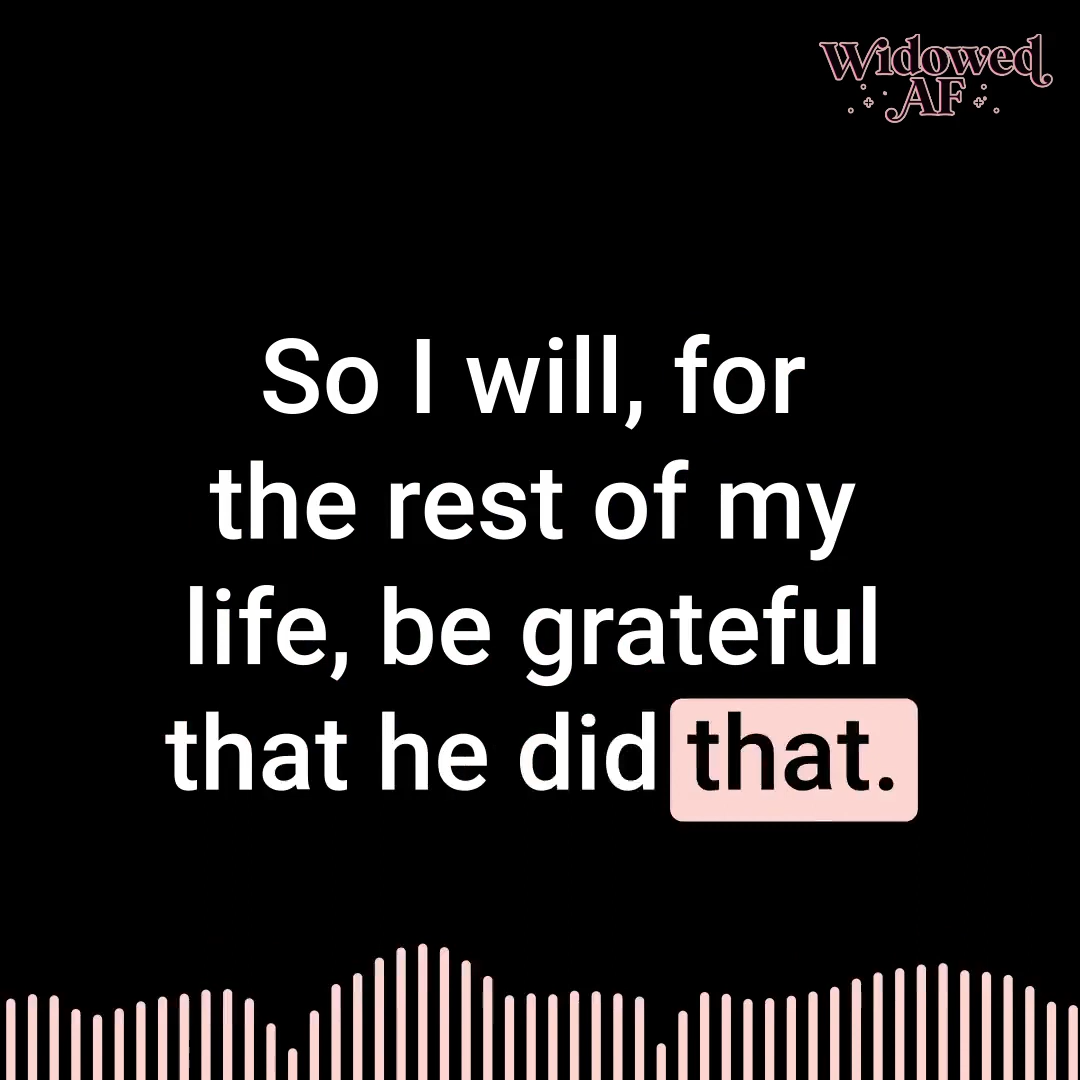 Widowed
AF
So I will, for
the rest of my
life, be grateful
that he did that.